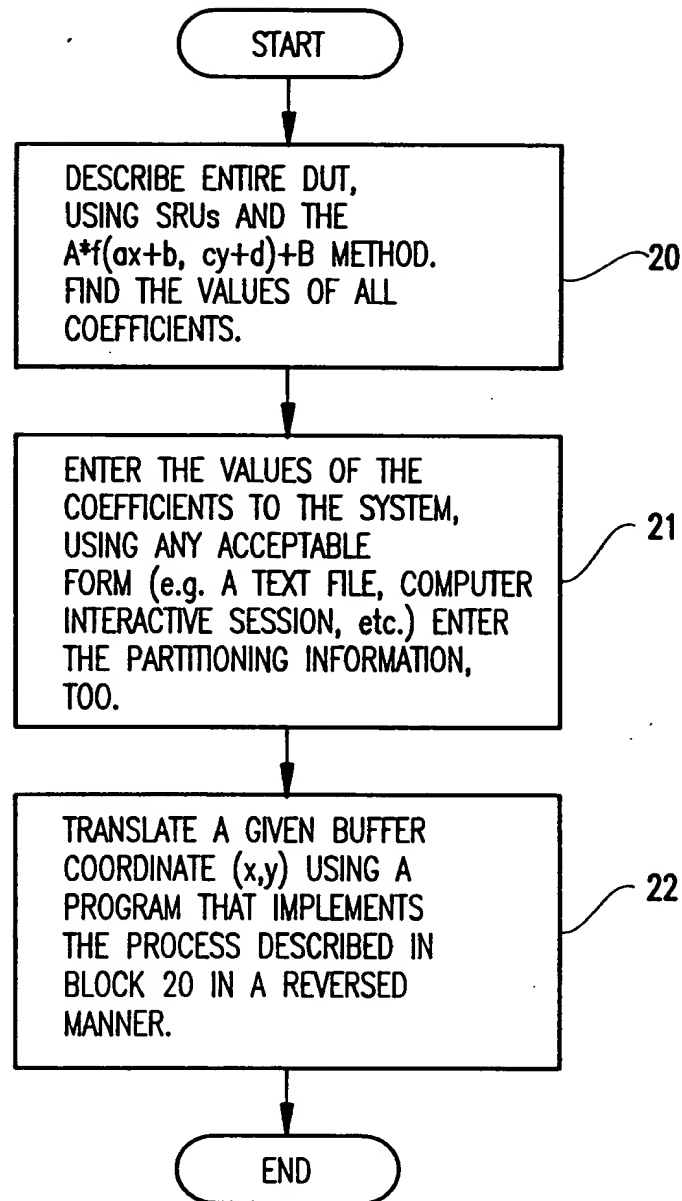 START
DESCRIBE ENTIRE DUT,
USING SRUs AND THE
A*f(ax+b, cy+d)+B METHOD.
FIND THE VALUES OF ALL
COEFFICIENTS.
20
ENTER THE VALUES OF THE
COEFFICIENTS TO THE SYSTEM,
USING ANY ACCEPTABLE
FORM (e.g. A TEXT FILE, COMPUTER
INTERACTIVE SESSION, etc.) ENTER
THE PARTITIONING INFORMATION,
TOO.
21
TRANSLATE A GIVEN BUFFER
COORDINATE (x,y) USING A
PROGRAM THAT IMPLEMENTS
THE PROCESS DESCRIBED IN
BLOCK 20 IN A REVERSED
MANNER.
22
END